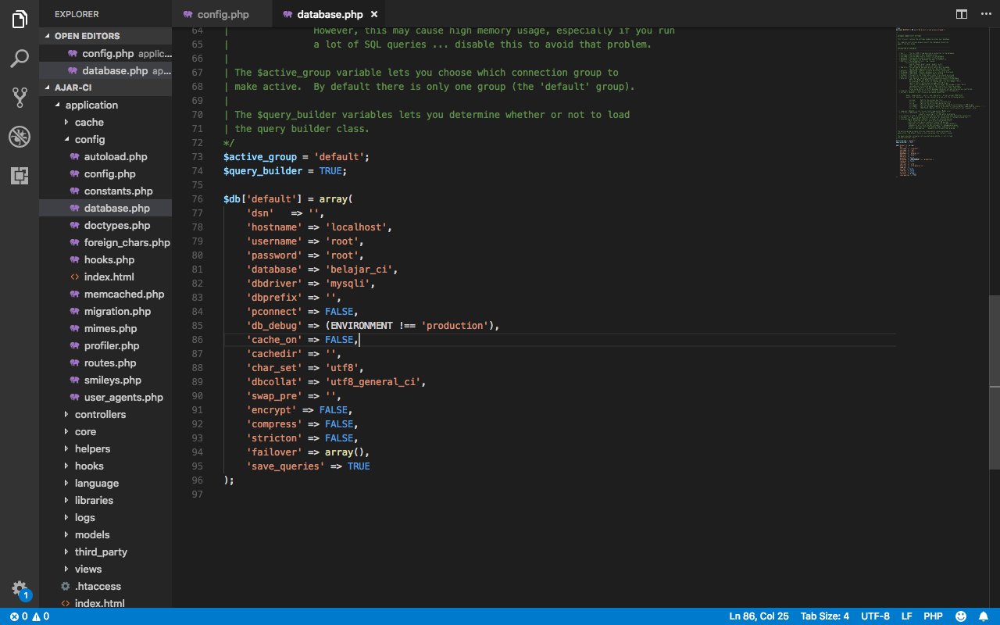 EXPLORER
OPEN EDITORS
config.php applic...
database.php ap...
AJAR-CI
application
cache
config
autoload.php
config.php
constants.php
database.php
doctypes.php
foreign_chars.php
hooks.php
index.html
memcached.php
migration.php
mimes.php
profiler.php
routes.php
smileys.php
user_agents.php
controllers
core
helpers
hooks
language
libraries
logs
models
third_party
views
.htaccess
index.html
1
config.php
database.php ×
64 | However, this may cause high memory usage, especially if you run
65 | a lot of SQL queries ... disable this to avoid that problem.
66 |
67 | The $active_group variable lets you choose which connection group to
68 | make active.  By default there is only one group (the 'default' group).
69 |
70 | The $query_builder variables lets you determine whether or not to load
71 | the query builder class.
72 */
73 $active_group = 'default';
74 $query_builder = TRUE;
75
76 $db['default'] = array(
77 'dsn'   => '',
78 'hostname' => 'localhost',
79 'username' => 'root',
80 'password' => 'root',
81 'database' => 'belajar_ci',
82 'dbdriver' => 'mysqli',
83 'dbprefix' => '',
84 'pconnect' => FALSE,
85 'db_debug' => (ENVIRONMENT !== 'production'),
86 'cache_on' => FALSE,
87 'cachedir' => '',
88 'char_set' => 'utf8',
89 'dbcollat' => 'utf8_general_ci',
90 'swap_pre' => '',
91 'encrypt' => FALSE,
92 'compress' => FALSE,
93 'stricton' => FALSE,
94 'failover' => array(),
95 'save_queries' => TRUE
96 );
97
0 0 Ln 86, Col 25 Tab Size: 4 UTF-8 LF PHP